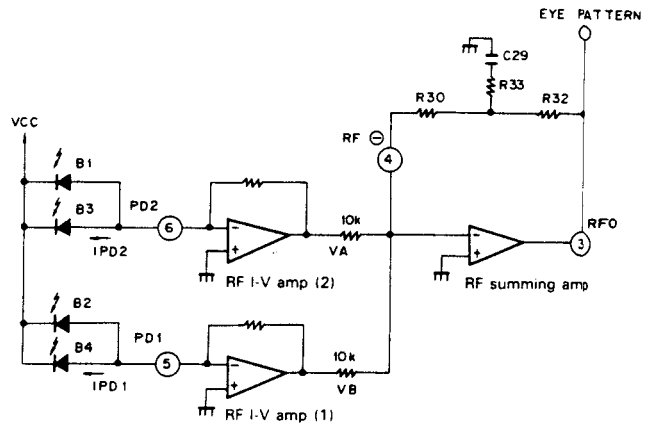 EYE PATTERN
C29
R33
R30
R32
VCC
RF ⊖
4
B1
B3
PD2
6
IPD2
10k
VA
RFO
3
RF I-V amp (2)
RF summing amp
B2
B4
PD1
5
IPD1
10k
VB
RF I-V amp (1)